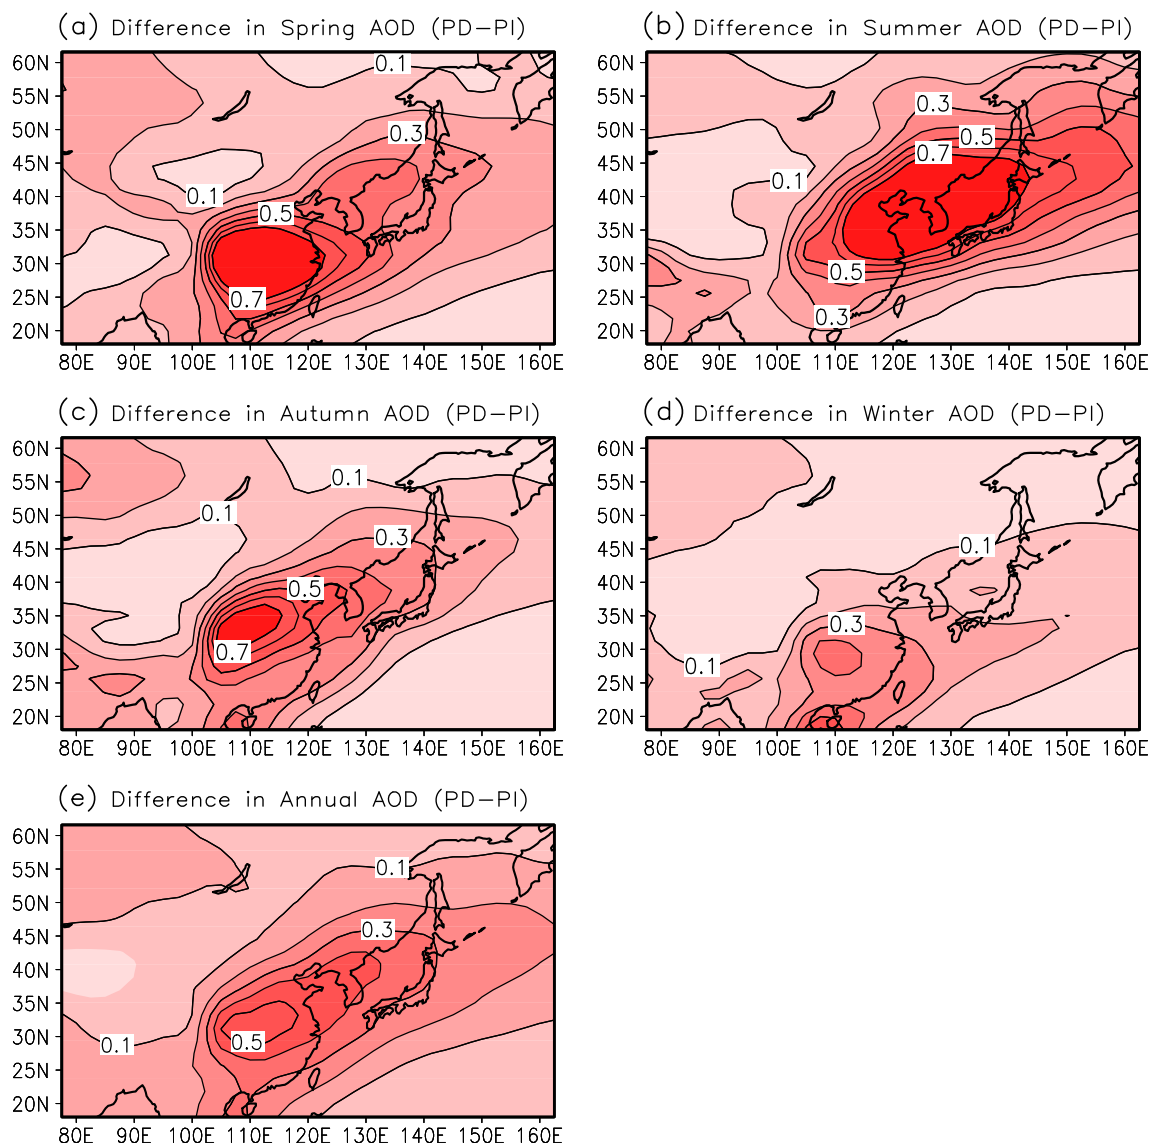 (a) Difference in Spring AOD (PD-PI)
60N
55N
50N
45N
40N
35N
30N
25N
20N
0.1
0.3
0.1
0.5
0.7
80E 90E 100E 110E 120E 130E 140E 150E 160E
(b) Difference in Summer AOD (PD-PI)
60N
55N
50N
45N
40N
35N
30N
25N
20N
0.3
0.5
0.7
0.1
0.5
0.3
80E 90E 100E 110E 120E 130E 140E 150E 160E
(c) Difference in Autumn AOD (PD-PI)
60N
55N
50N
45N
40N
35N
30N
25N
20N
0.1
0.1
0.3
0.5
0.7
80E 90E 100E 110E 120E 130E 140E 150E 160E
(d) Difference in Winter AOD (PD-PI)
60N
55N
50N
45N
40N
35N
30N
25N
20N
0.1
0.3
0.1
80E 90E 100E 110E 120E 130E 140E 150E 160E
(e) Difference in Annual AOD (PD-PI)
60N
55N
50N
45N
40N
35N
30N
25N
20N
0.1
0.3
0.5
0.1
80E 90E 100E 110E 120E 130E 140E 150E 160E